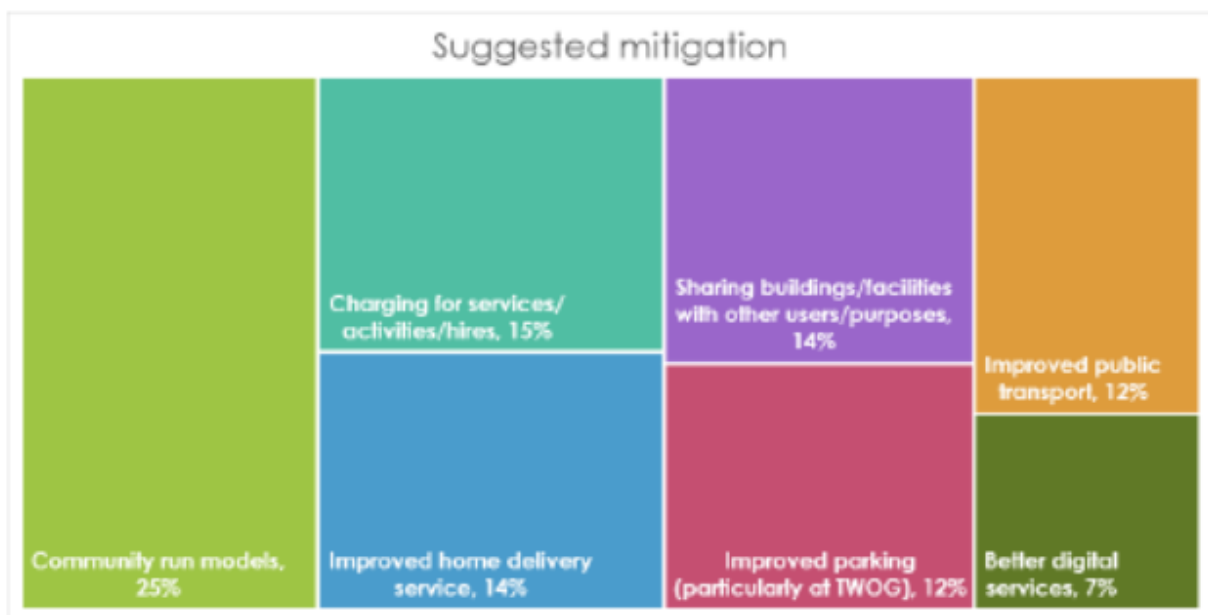 Suggested mitigation
Community run models,
25%
Charging for services/
activities/hires, 15%
Improved home delivery
service, 14%
Sharing buildings/facilities
with other users/purposes,
14%
Improved parking
(particularly at TWOG), 12%
Improved public
transport, 12%
Better digital
services, 7%